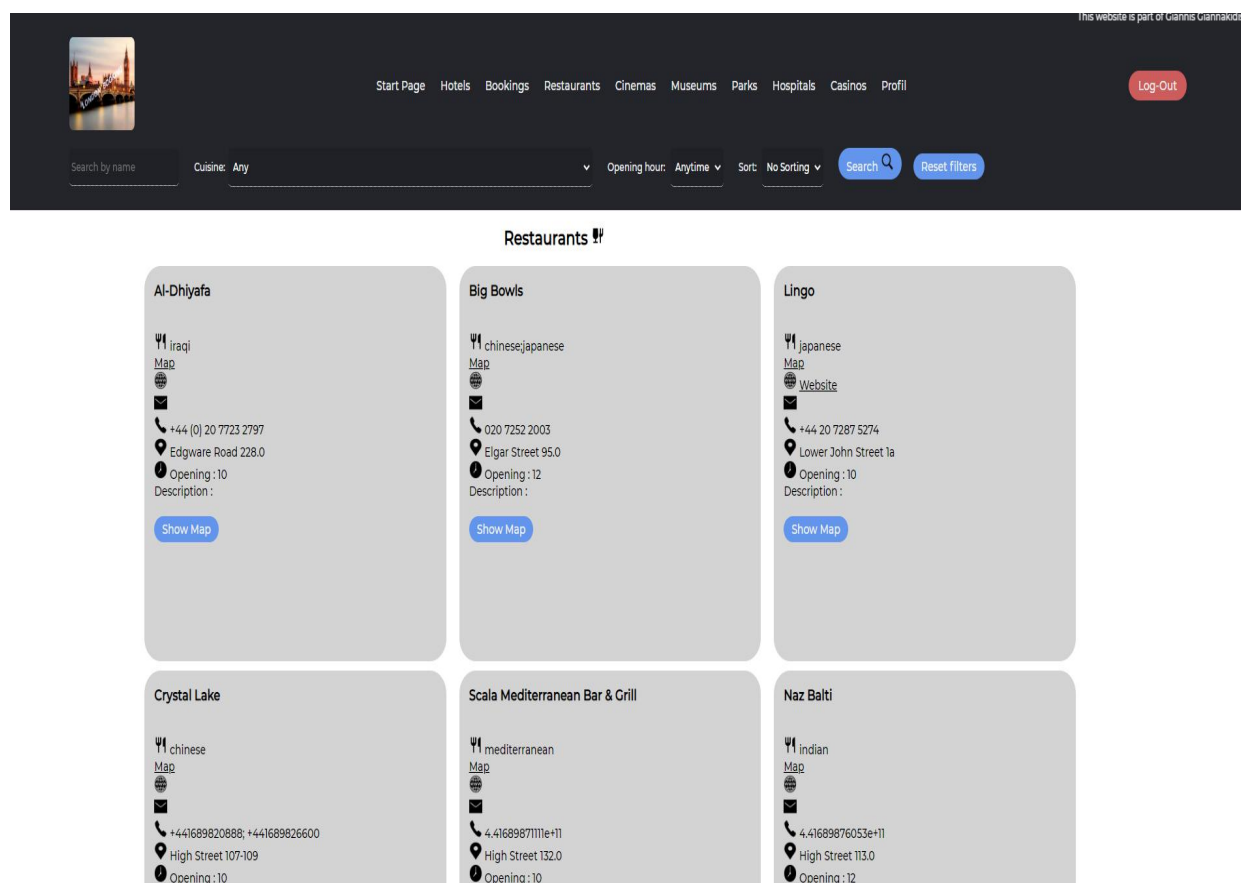 This website is part of Giannis Giannakidi
LONDON
Start Page Hotels Bookings Restaurants Cinemas Museums Parks Hospitals Casinos Profil
Log-Out
Search by name Cuisine: Any Opening hour: Anytime Sort: No Sorting Search Reset filters
Restaurants
Al-Dhiyafa
iraqi
Map
+44 (0) 20 7723 2797
Edgware Road 228.0
Opening : 10
Description :
Show Map
Big Bowls
chinese;japanese
Map
020 7252 2003
Elgar Street 95.0
Opening : 12
Description :
Show Map
Lingo
japanese
Map
Website
+44 20 7287 5274
Lower John Street 1a
Opening : 10
Description :
Show Map
Crystal Lake
chinese
Map
+441689820888; +441689826600
High Street 107-109
Opening : 10
Scala Mediterranean Bar & Grill
mediterranean
Map
4.41689871111e+11
High Street 132.0
Opening : 10
Naz Balti
indian
Map
4.41689876053e+11
High Street 113.0
Opening : 12